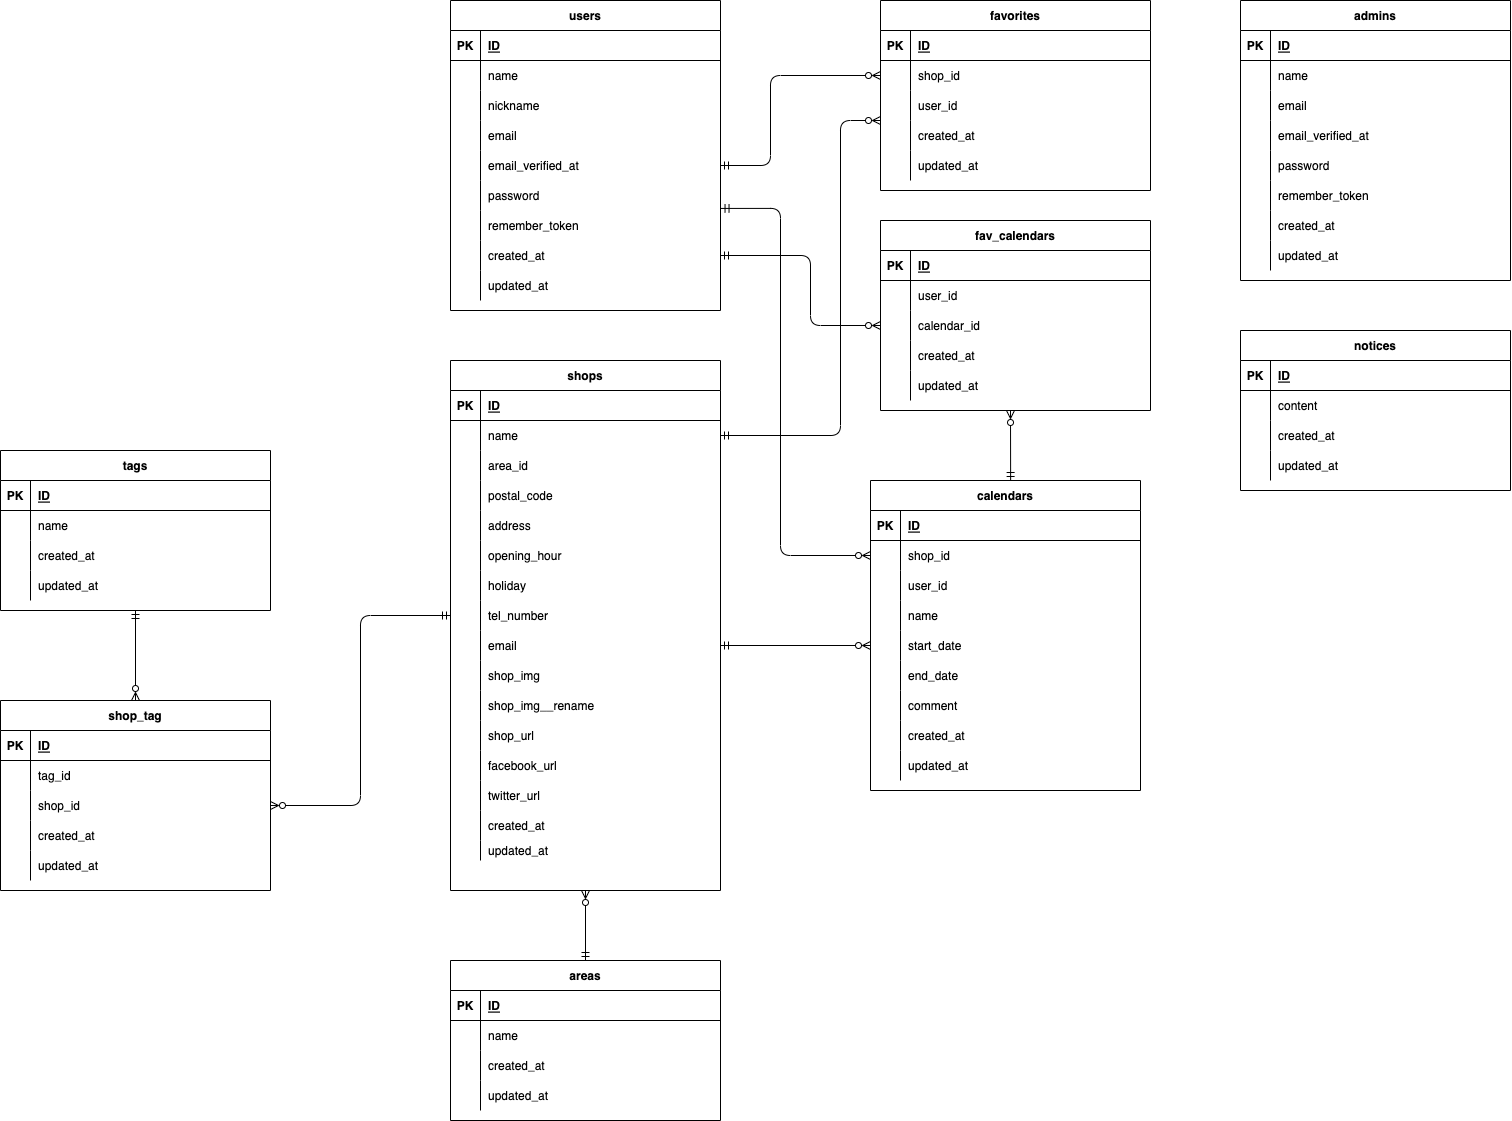 users
PK ID
name
nickname
email
email_verified_at
password
remember_token
created_at
updated_at
favorites
PK ID
shop_id
user_id
created_at
updated_at
admins
PK ID
name
email
email_verified_at
password
remember_token
created_at
updated_at
fav_calendars
PK ID
user_id
calendar_id
created_at
updated_at
notices
PK ID
content
created_at
updated_at
shops
PK ID
name
area_id
postal_code
address
opening_hour
holiday
tel_number
email
shop_img
shop_img__rename
shop_url
facebook_url
twitter_url
created_at
updated_at
tags
PK ID
name
created_at
updated_at
calendars
PK ID
shop_id
user_id
name
start_date
end_date
comment
created_at
updated_at
shop_tag
PK ID
tag_id
shop_id
created_at
updated_at
areas
PK ID
name
created_at
updated_at